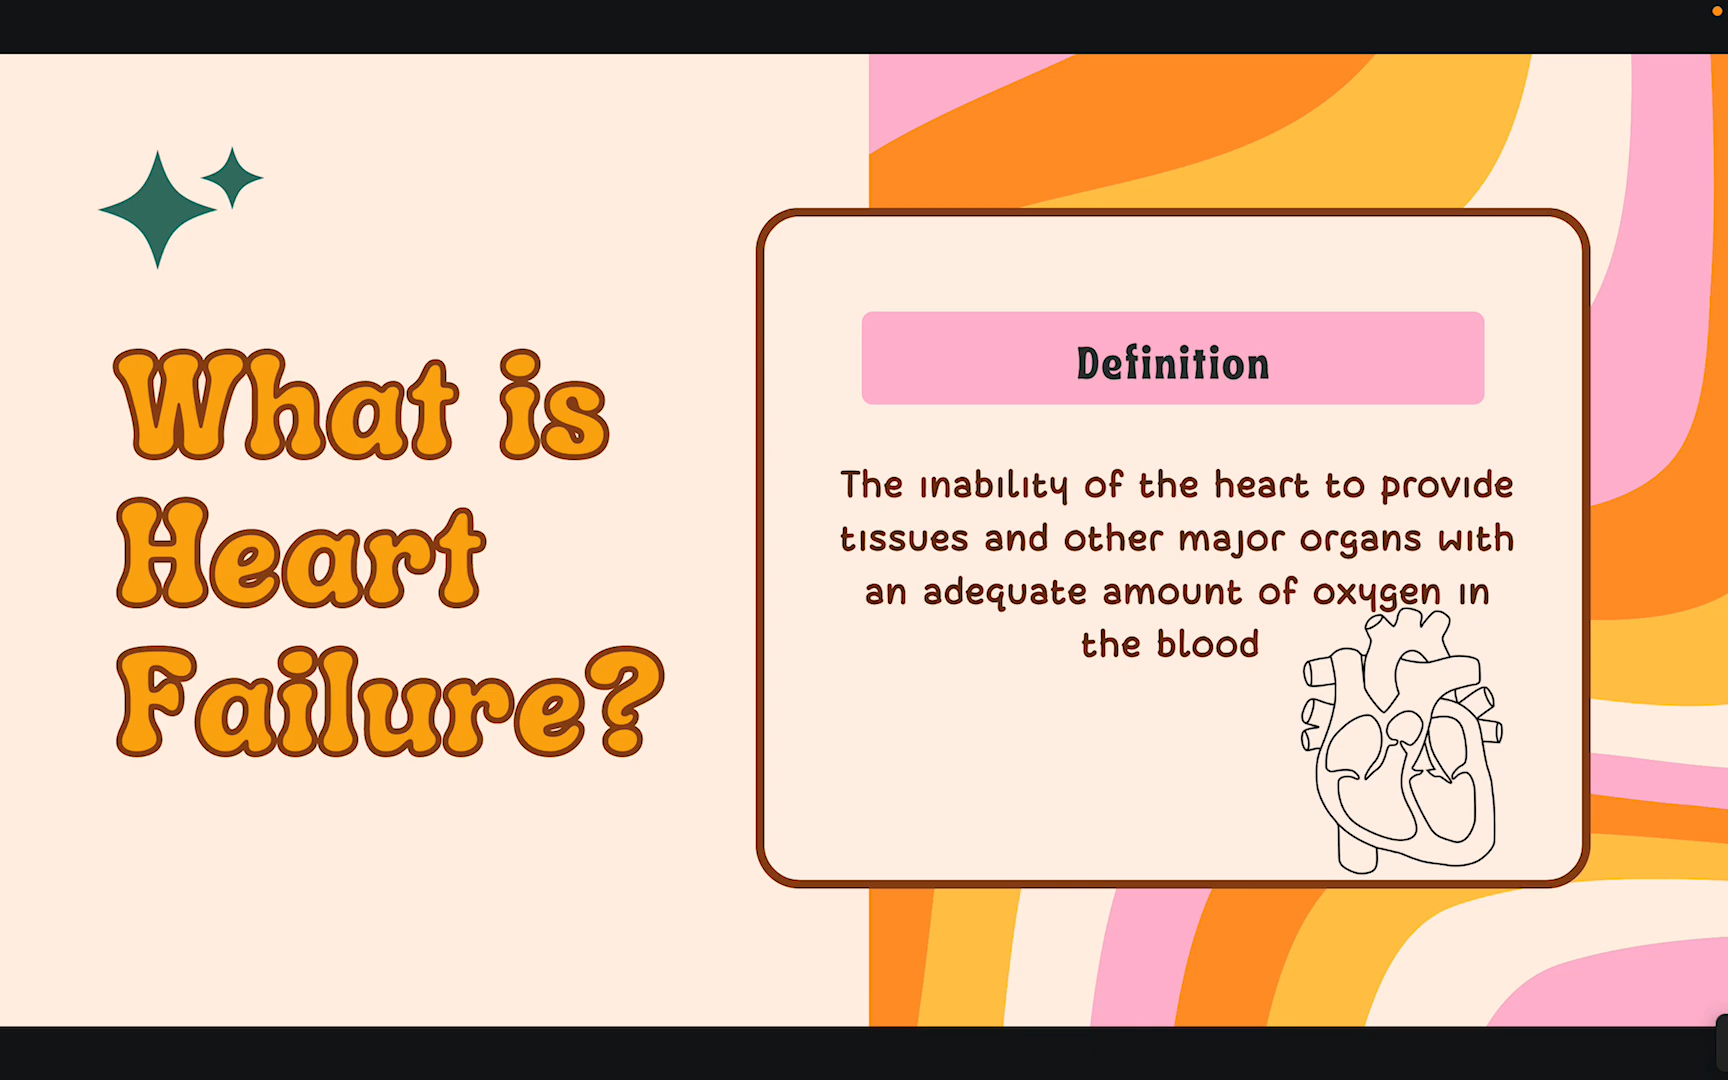 What is
Heart
Failure?
Definition
The inability of the heart to provide
tissues and other major organs with
an adequate amount of oxygen in
the blood